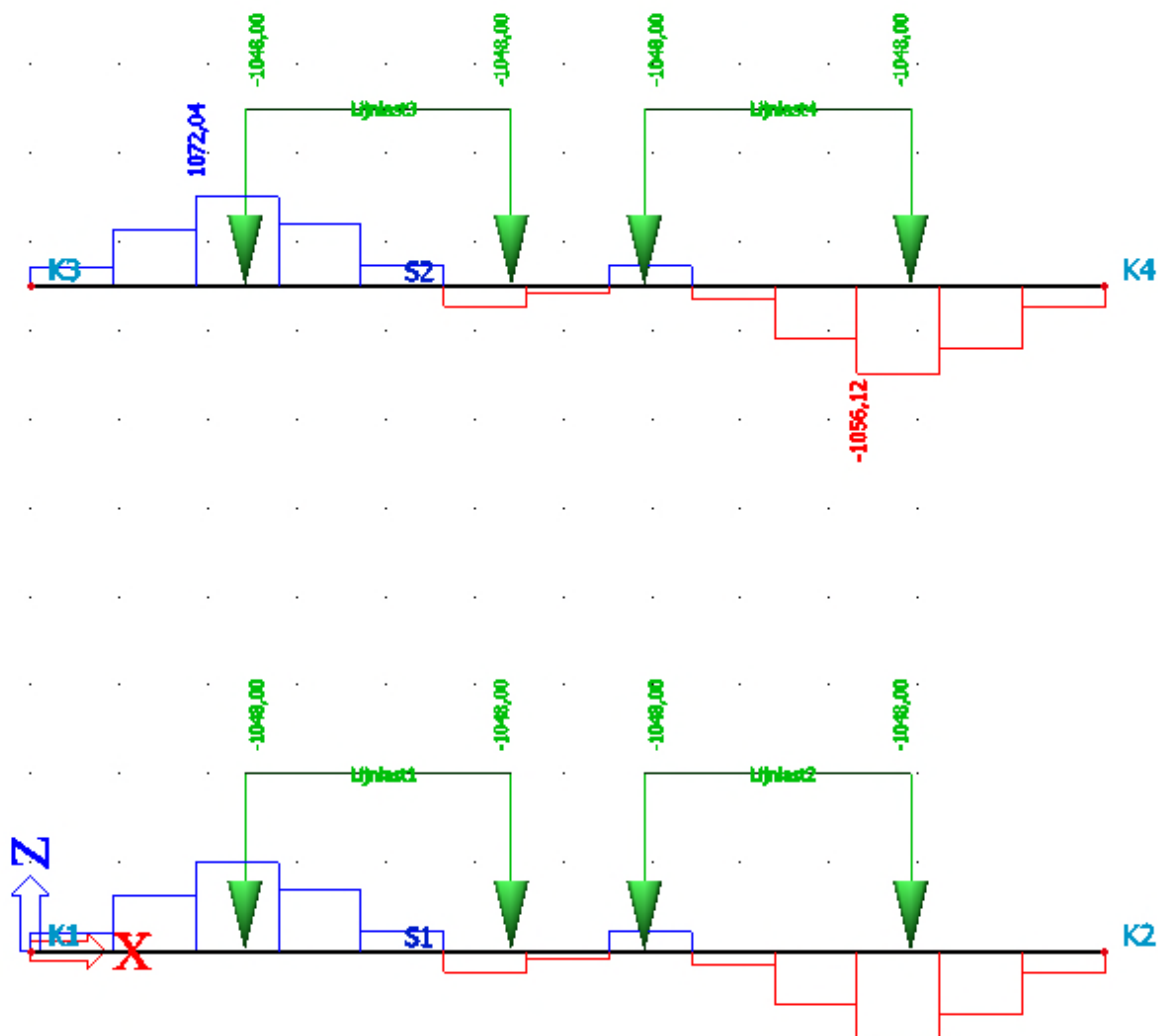 -1048,00 -1048,00 -1048,00 -1048,00
1072,04
Lijnlast3 Lijnlast4
K3 S2 K4
-1056,12
-1048,00 -1048,00 -1048,00 -1048,00
Lijnlast1 Lijnlast2
Z
K1 S1 K2
X